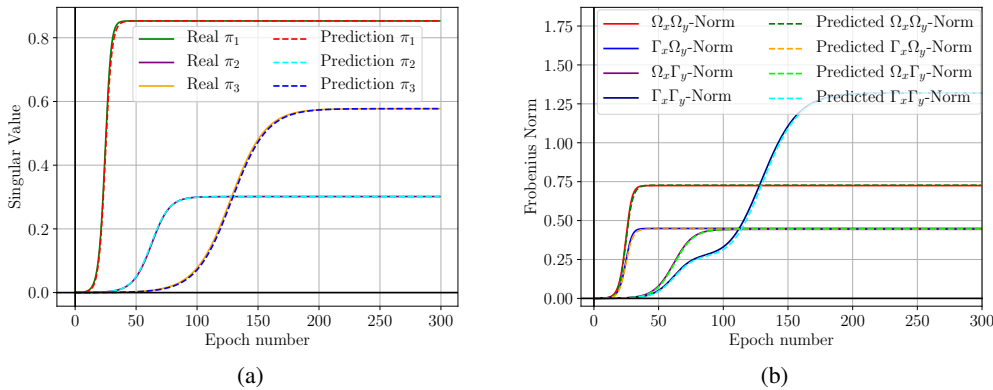 0.8
0.6
0.4
0.2
0.0
Singular Value
Real π1
Real π2
Real π3
Prediction π1
Prediction π2
Prediction π3
0 50 100 150 200 250 300
Epoch number
(a)
1.75
1.50
1.25
1.00
0.75
0.50
0.25
0.00
Frobenius Norm
ΩxΩy-Norm
ΓxΩy-Norm
ΩxΓy-Norm
ΓxΓy-Norm
Predicted ΩxΩy-Norm
Predicted ΓxΩy-Norm
Predicted ΩxΓy-Norm
Predicted ΓxΓy-Norm
0 50 100 150 200 250 300
Epoch number
(b)